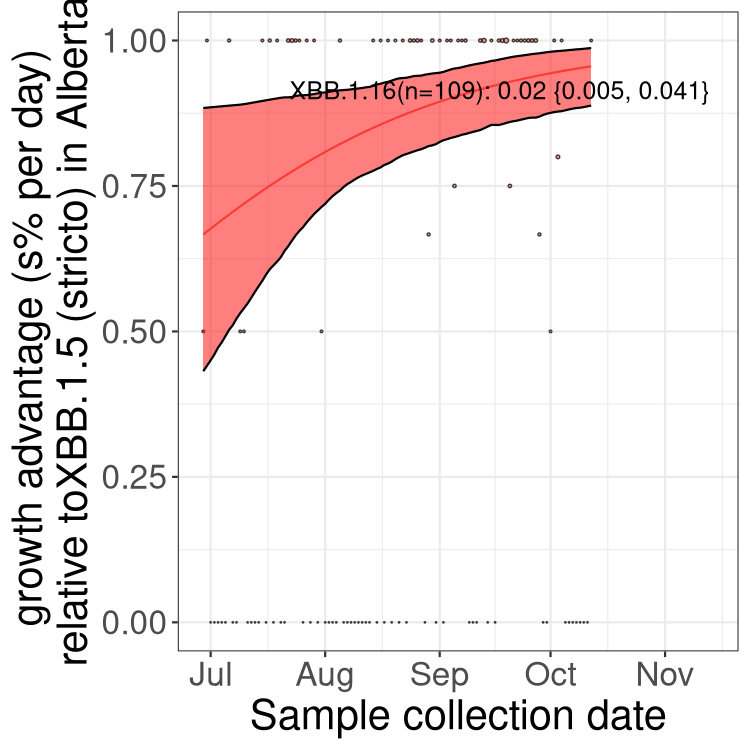 growth advantage (s% per day)
relative toXBB.1.5 (stricto) in Alberta
1.00
XBB.1.16(n=109): 0.02 {0.005, 0.041}
0.75
0.50
0.25
0.00
Jul Aug Sep Oct Nov
Sample collection date